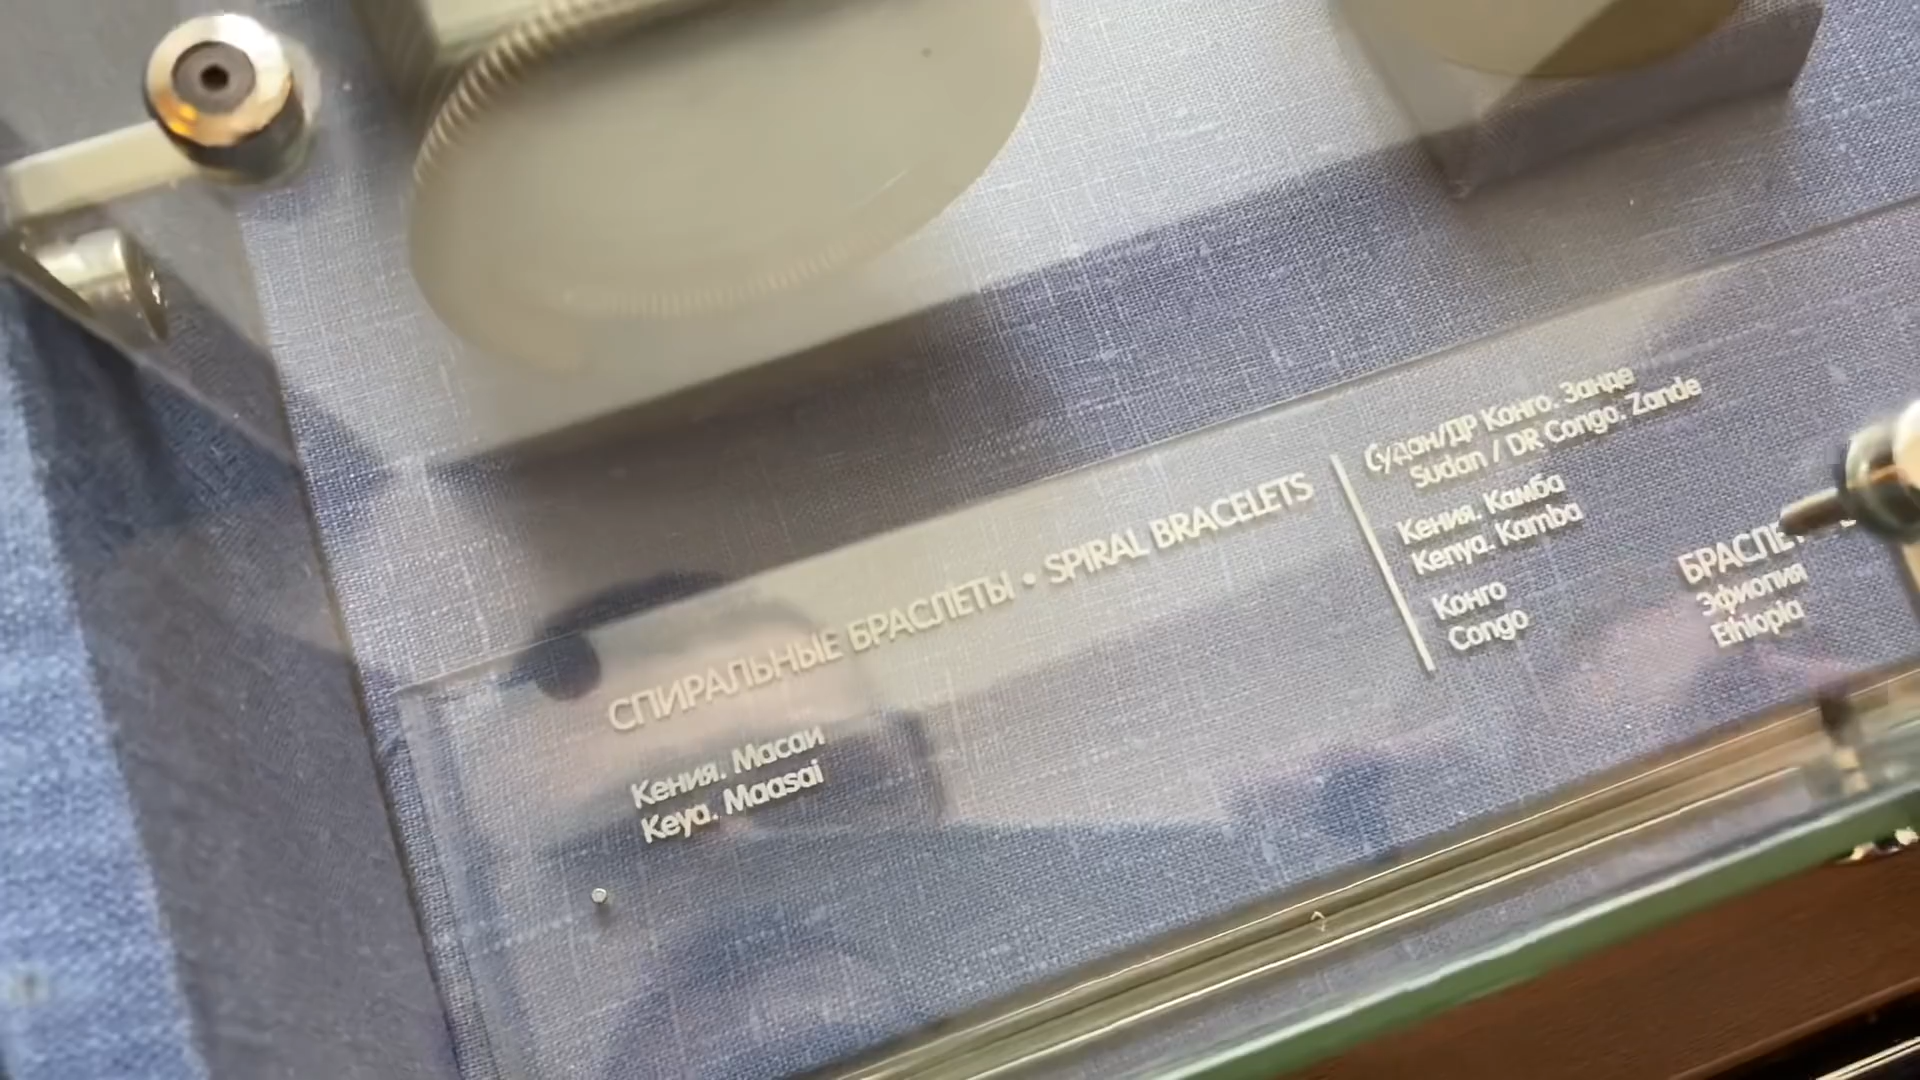 СПИРАЛЬНЫЕ БРАСЛЕТЫ • SPIRAL BRACELETS
Кения. Масаи
Keya. Maasai
Судан/ДР Конго. Занде
Sudan / DR Congo. Zande
Кения. Камба
Kenya. Kamba
Конго
Congo
Эфиопия
Ethiopia